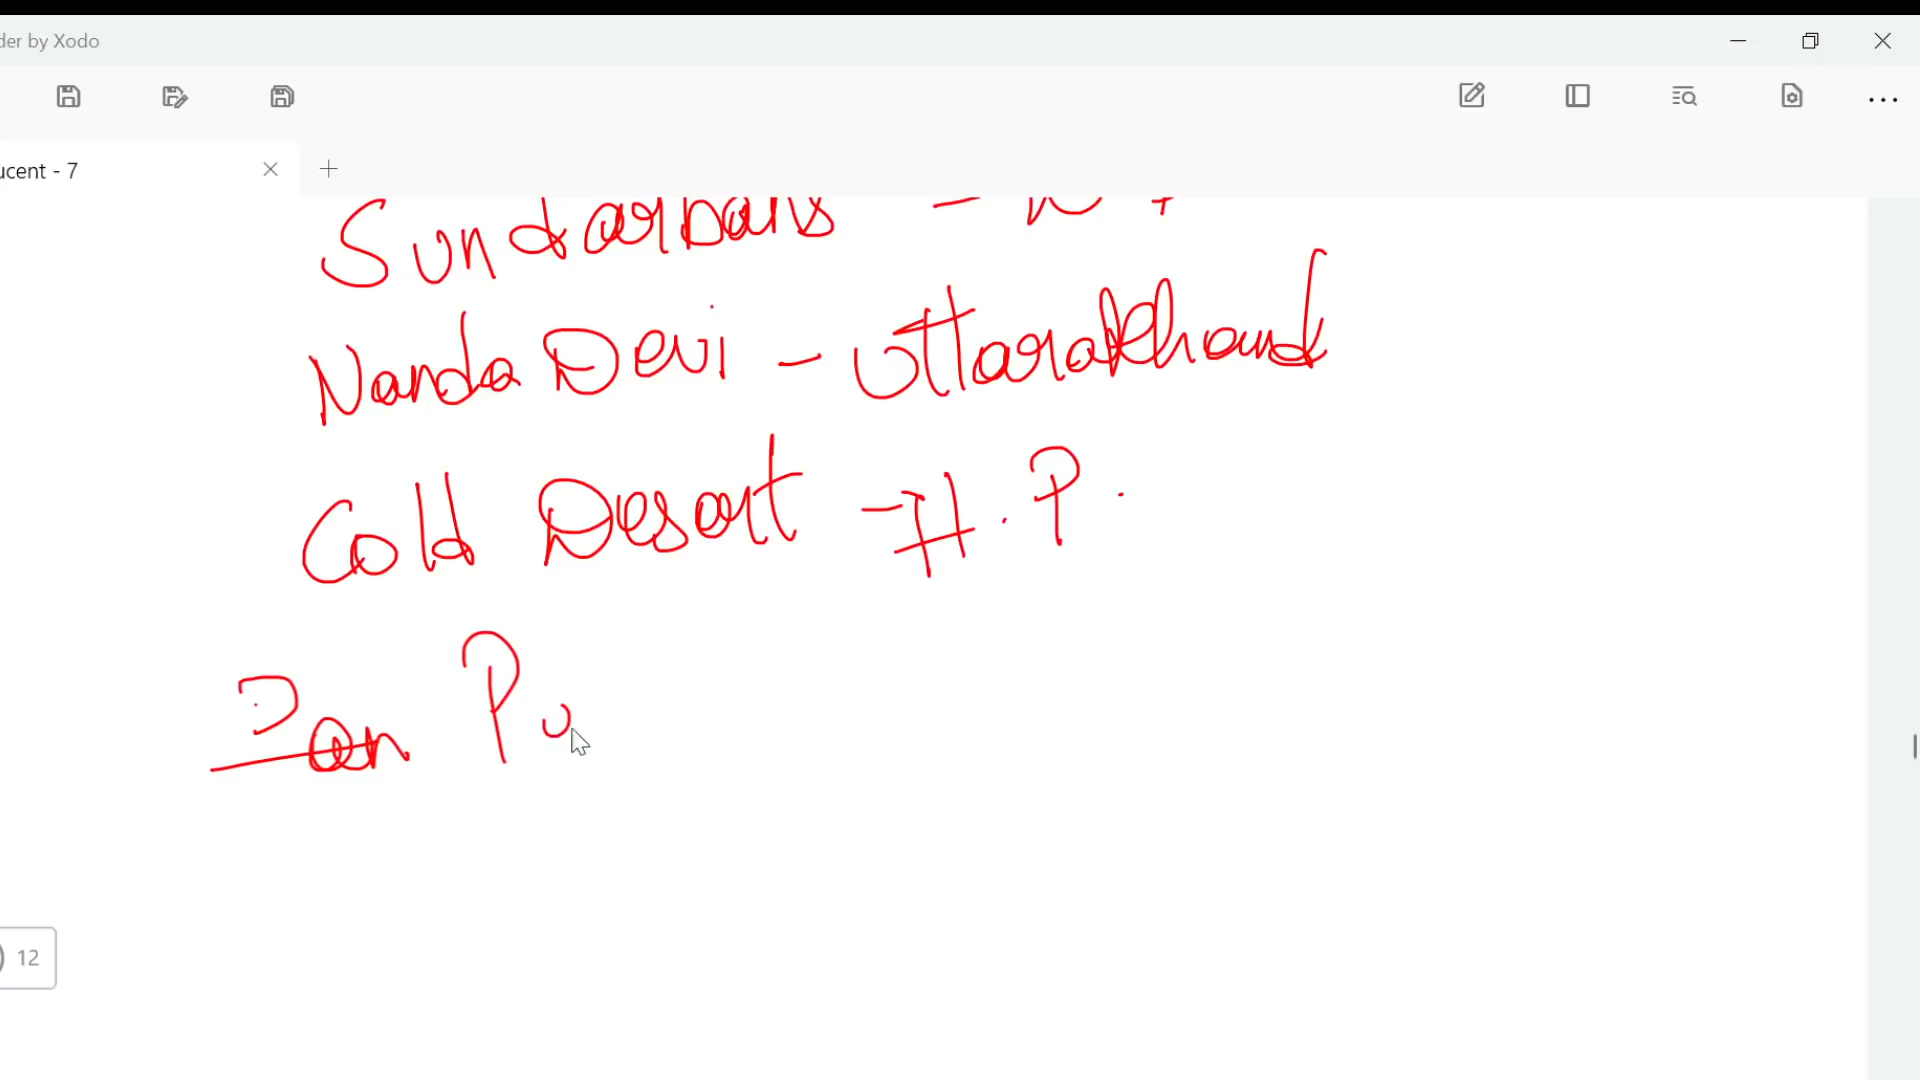 der by Xodo
ucent - 7
Sundarbans -
Nanda Devi - Uttarakhand
Cold Desert - H.P.
Pu
12